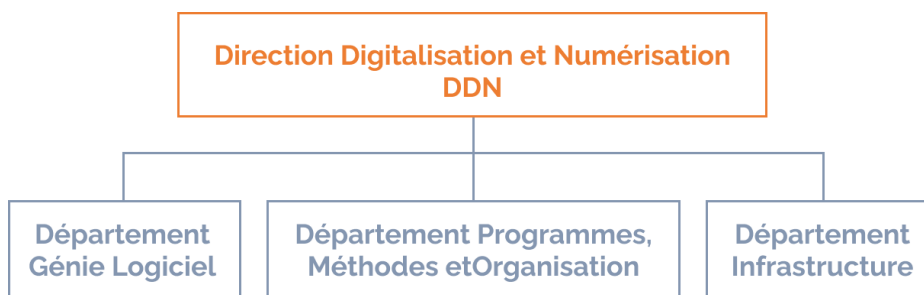 Direction Digitalisation et Numérisation
DDN
Département
Génie Logiciel
Département Programmes,
Méthodes etOrganisation
Département
Infrastructure